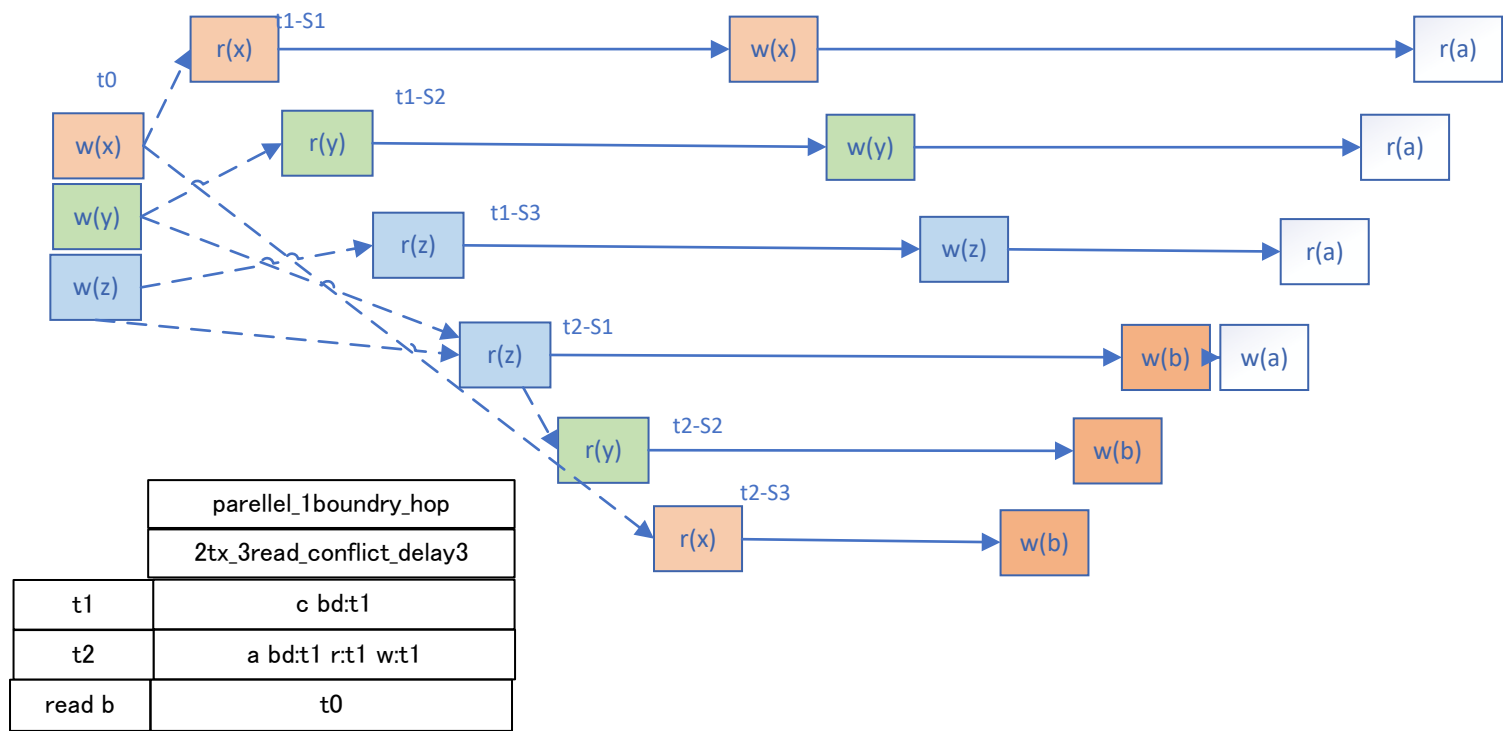 t1-S1
r(x)
w(x)
r(a)
t0
t1-S2
w(x)
r(y)
w(y)
r(a)
w(y)
t1-S3
r(z)
w(z)
r(a)
w(z)
t2-S1
r(z)
w(b)
w(a)
t2-S2
r(y)
w(b)
t2-S3
r(x)
w(b)
parellel_1boundry_hop
2tx_3read_conflict_delay3
t1 c bd:t1
t2 a bd:t1 r:t1 w:t1
read b t0